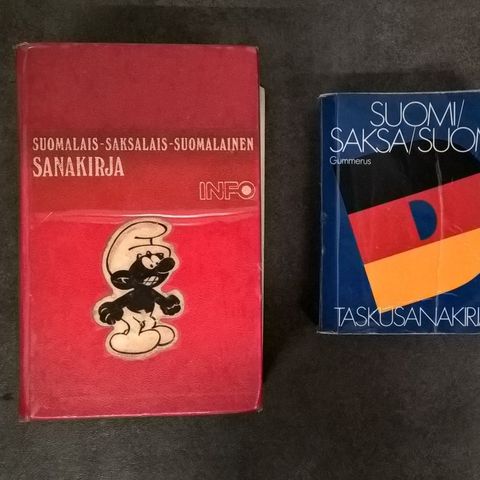 SUOMALAIS-SAKSALAIS-SUOMALAINEN
SANAKIRJA
INFO
SUOMI/
SAKSA/SUOM
Gummerus
D
TASKUSANAKIRJ